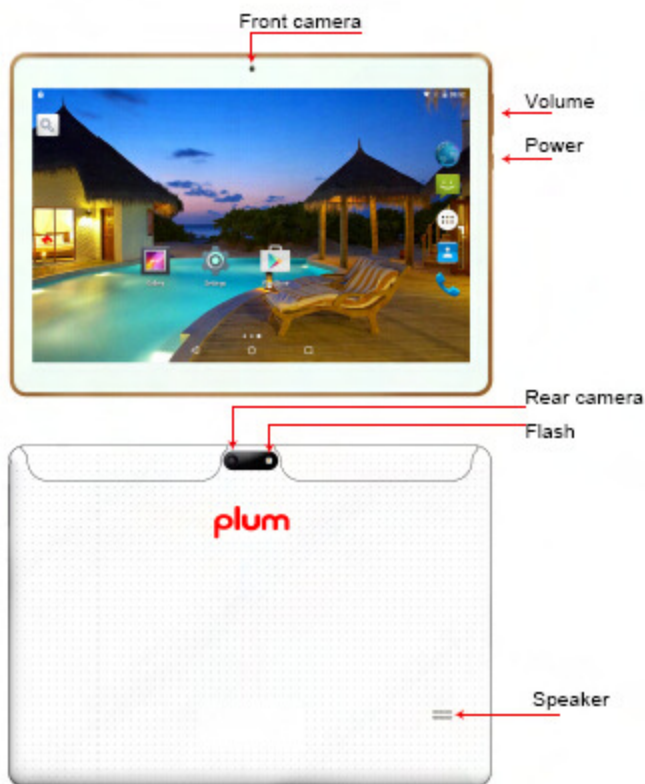 Front camera
Volume
Power
Rear camera
Flash
plum
Speaker